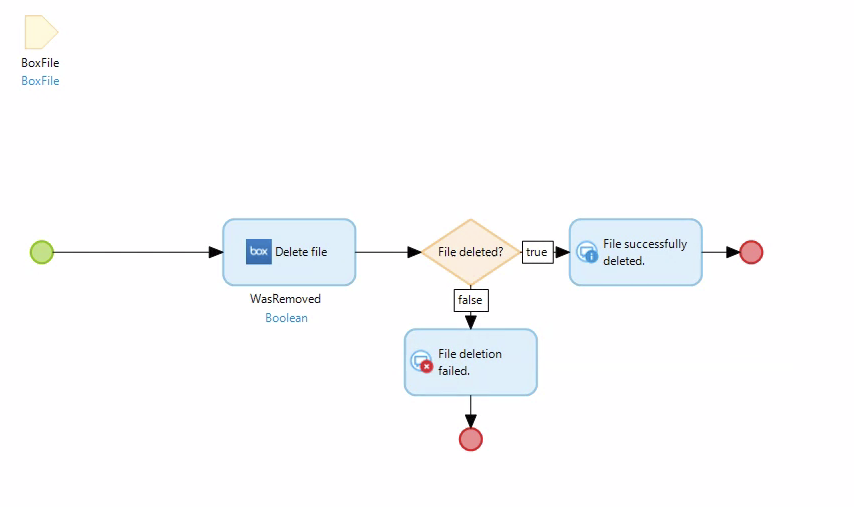 BoxFile
BoxFile
box
Delete file
WasRemoved
Boolean
File deleted?
true
File successfully
deleted.
false
File deletion
failed.